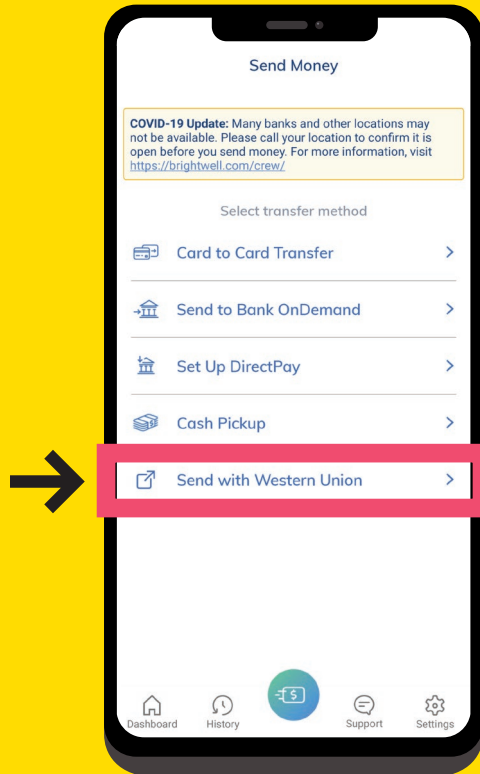 Send Money
COVID-19 Update: Many banks and other locations may
not be available. Please call your location to confirm it is
open before you send money. For more information, visit
https://brightwell.com/crew/
Select transfer method
Card to Card Transfer
Send to Bank OnDemand
Set Up DirectPay
Cash Pickup
Send with Western Union
Dashboard History Support Settings